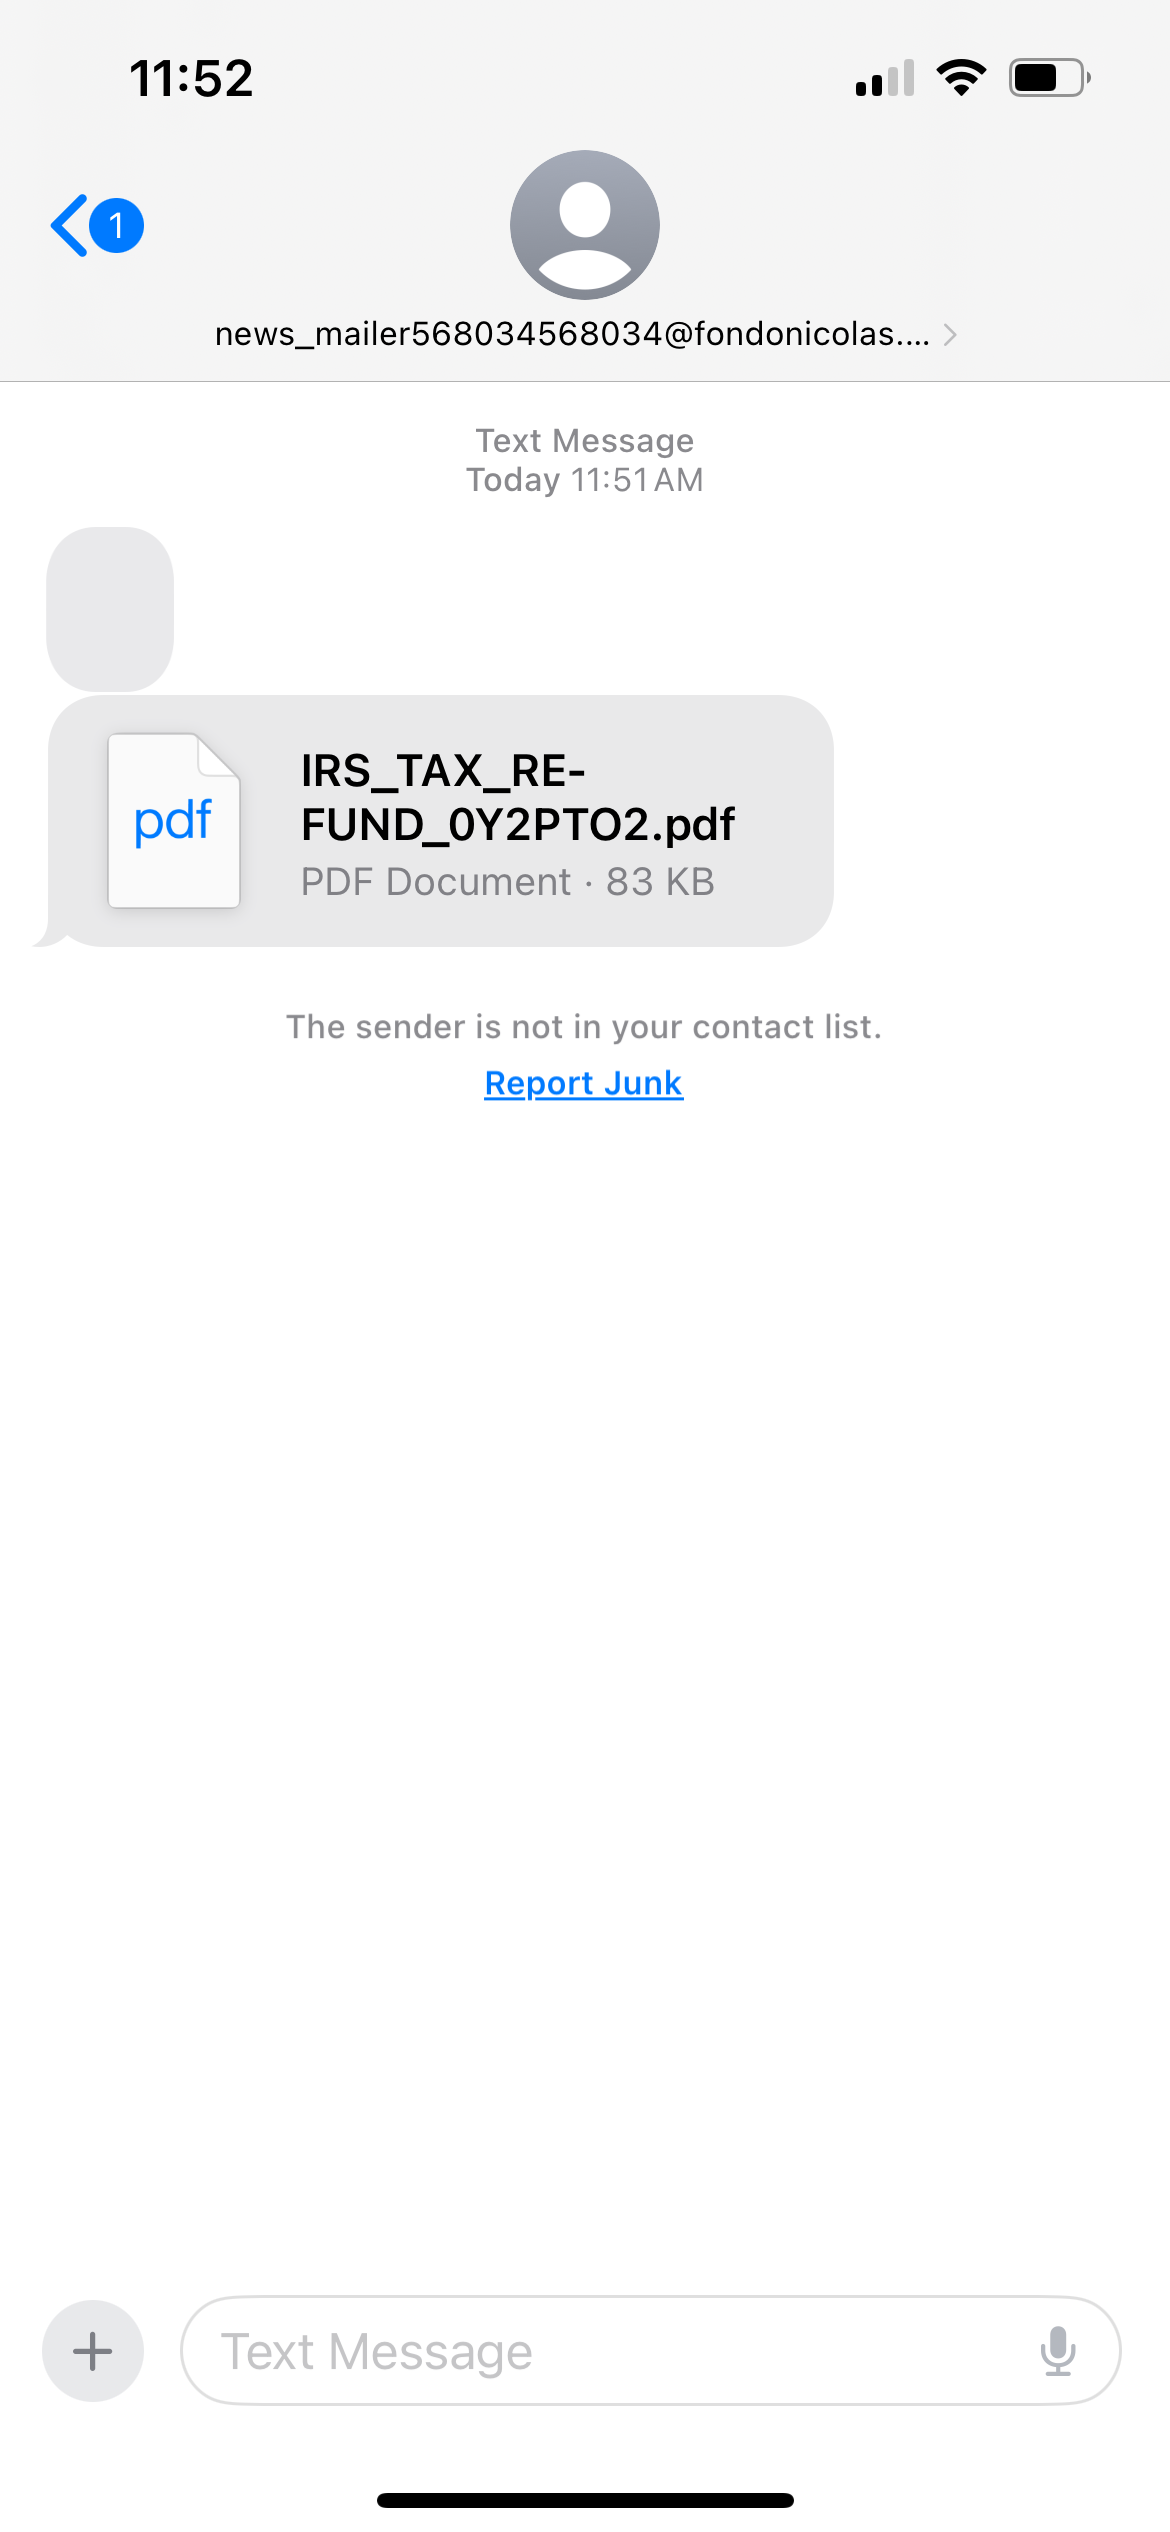 11:52
1
news_mailer568034568034@fondonicolas....
Text Message
Today 11:51 AM
pdf
IRS_TAX_RE-
FUND_0Y2PTO2.pdf
PDF Document · 83 KB
The sender is not in your contact list.
Report Junk
Text Message